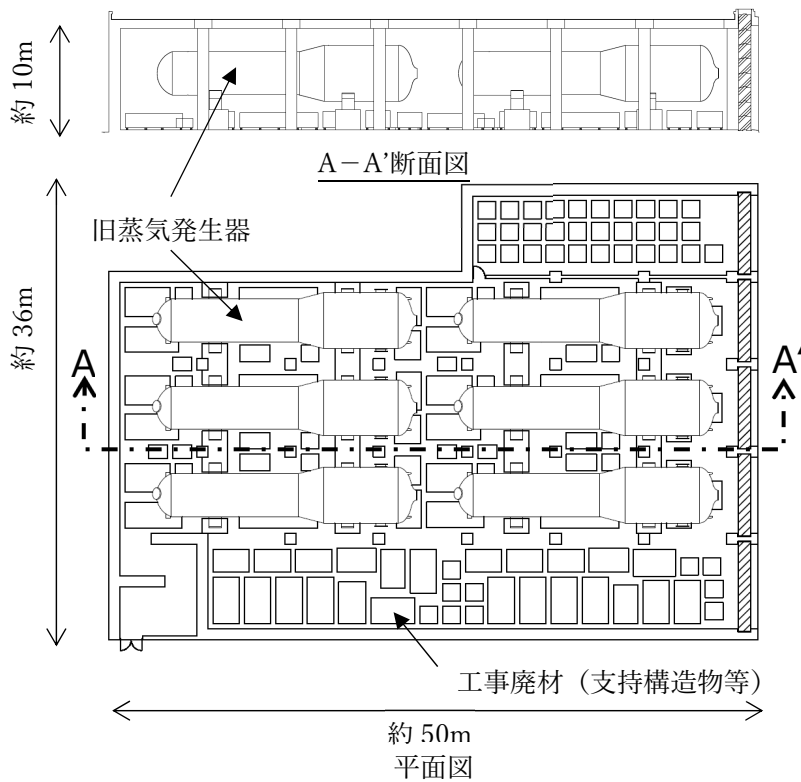 約 10m
A－A’断面図
旧蒸気発生器
約 36m
A
A’
工事廃材（支持構造物等）
約 50m
平面図